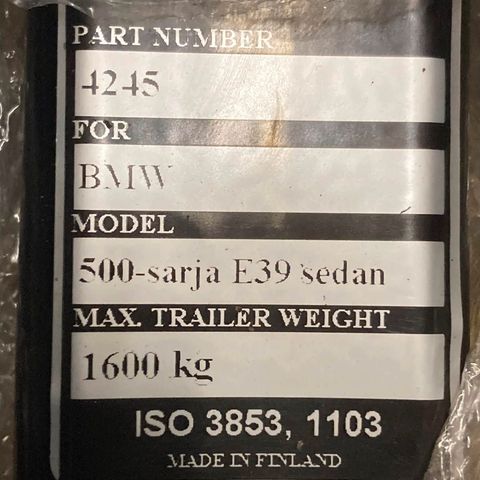 PART NUMBER
4245
FOR
BMW
MODEL
500-sarja E39 sedan
MAX. TRAILER WEIGHT
1600 kg
ISO 3853, 1103
MADE IN FINLAND